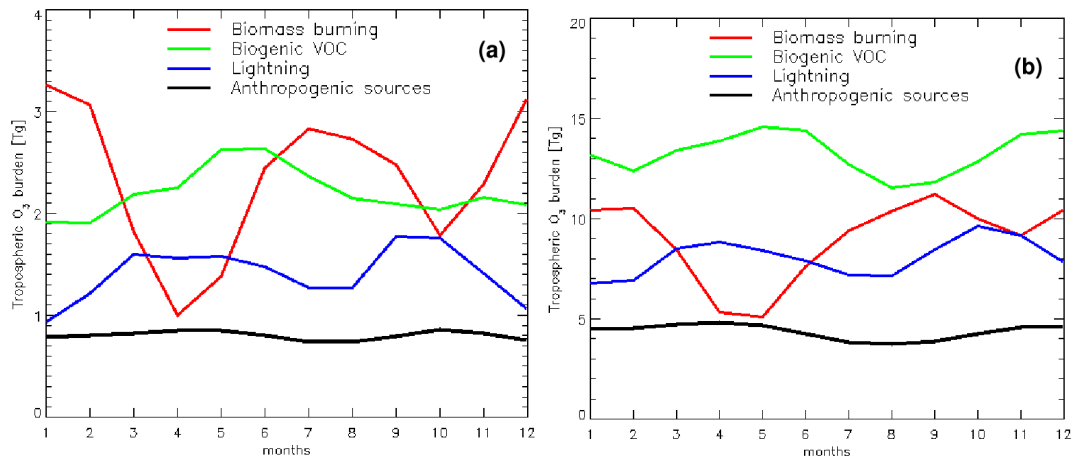 4
3
2
1
0
Tropospheric O3 burden [Tg]
Biomass burning
Biogenic VOC
Lightning
Anthropogenic sources
(a)
1 2 3 4 5 6 7 8 9 10 11 12
months
20
15
10
5
0
Tropospheric O3 burden [Tg]
Biomass burning
Biogenic VOC
Lightning
Anthropogenic sources
(b)
1 2 3 4 5 6 7 8 9 10 11 12
months